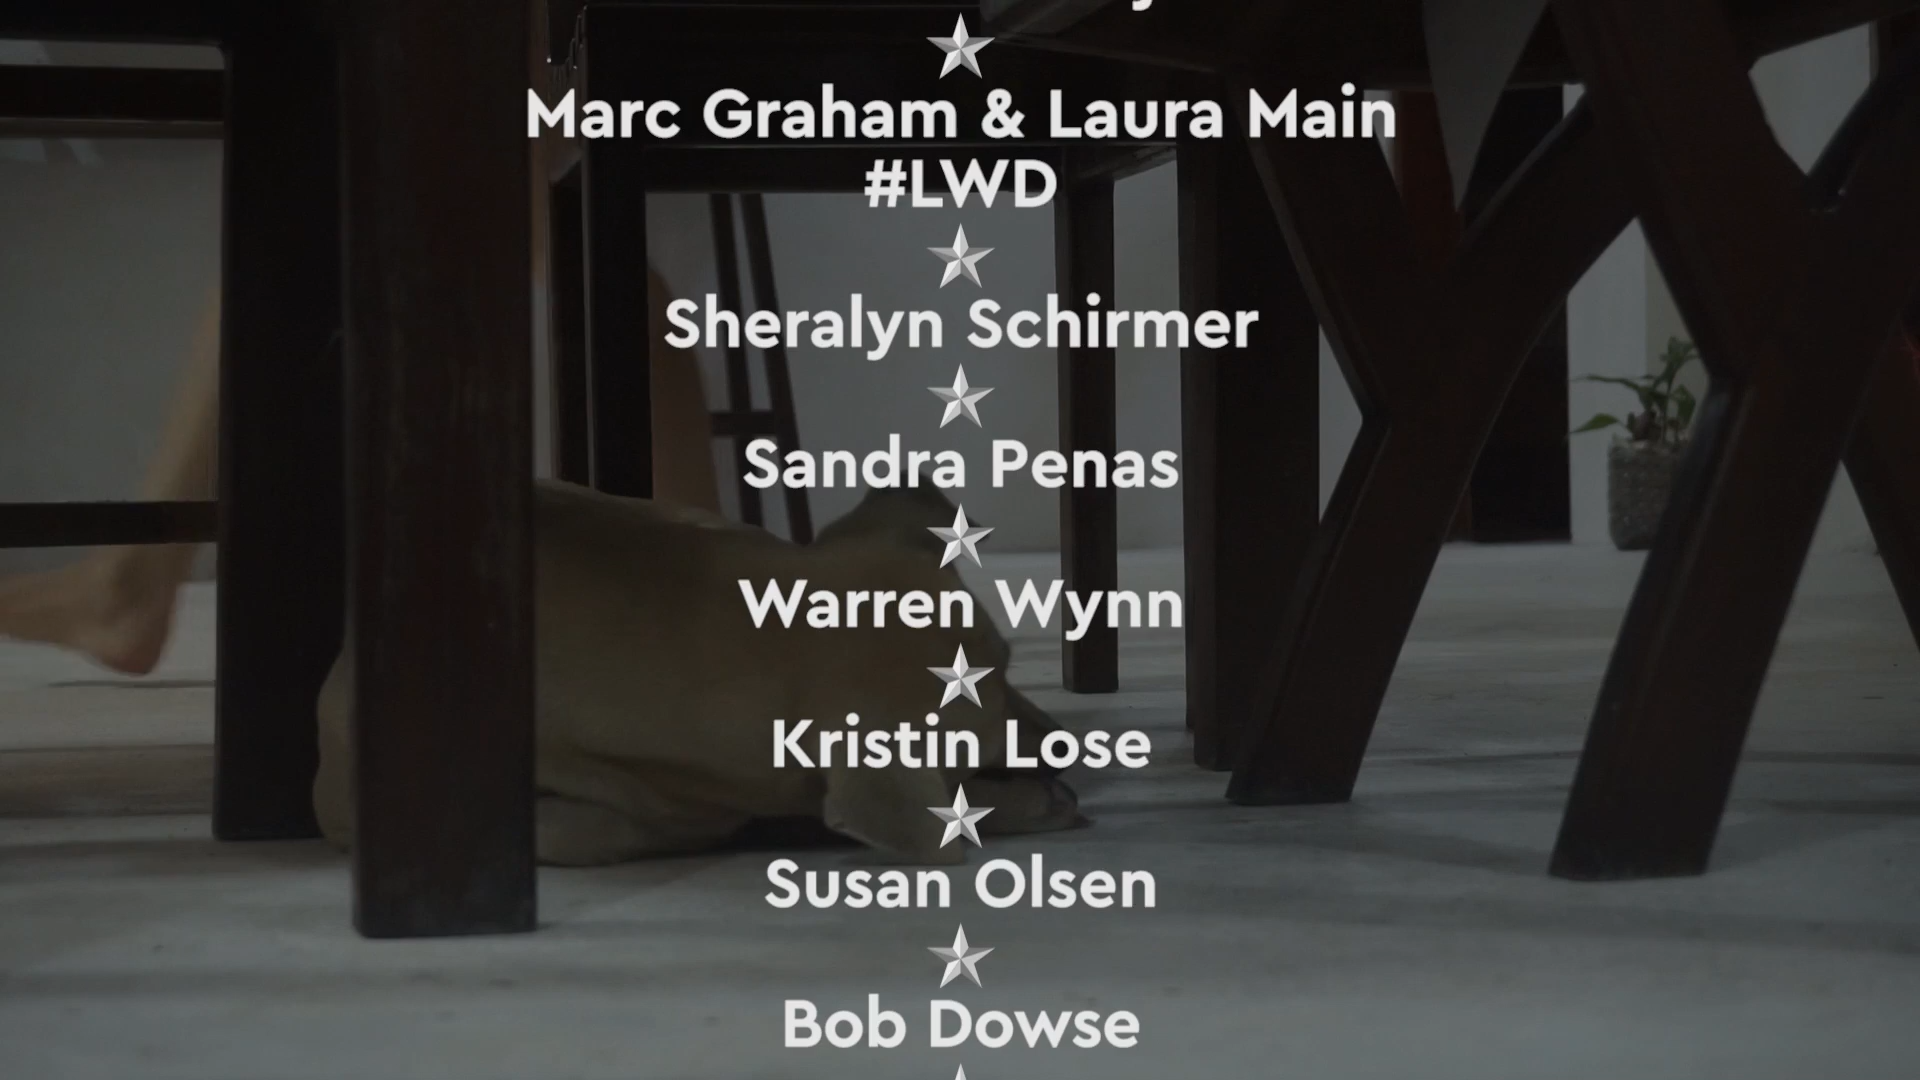 Marc Graham & Laura Main
#LWD
Sheralyn Schirmer
Sandra Penas
Warren Wynn
Kristin Lose
Susan Olsen
Bob Dowse